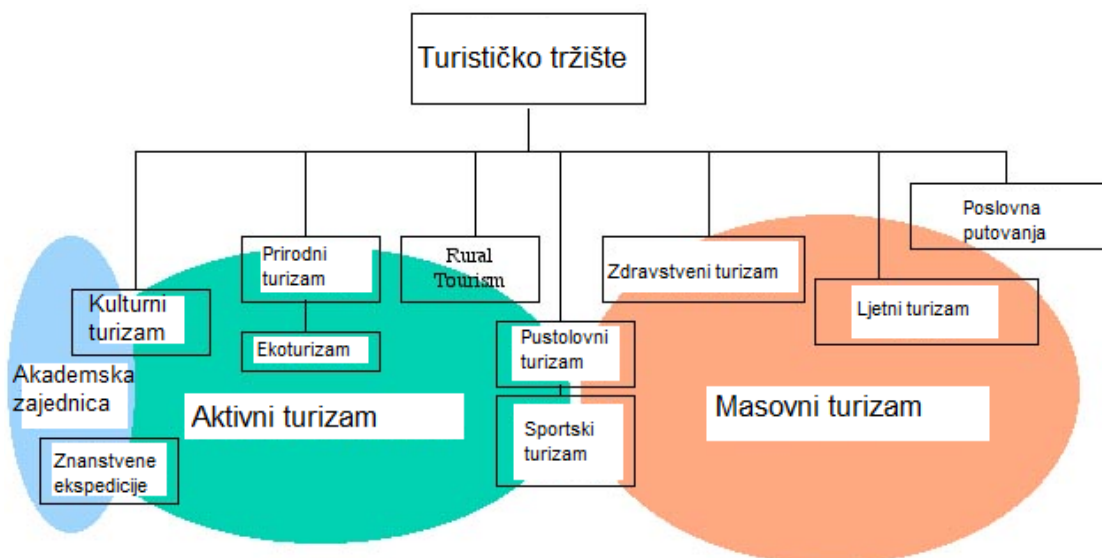 Turističko tržište
Poslovna
putovanja
Prirodni
turizam
Rural
Tourism
Zdravstveni turizam
Kulturni
turizam
Ljetni turizam
Ekoturizam
Pustolovni
turizam
Akademska
zajednica
Aktivni turizam
Masovni turizam
Sportski
turizam
Znanstvene
ekspedicije